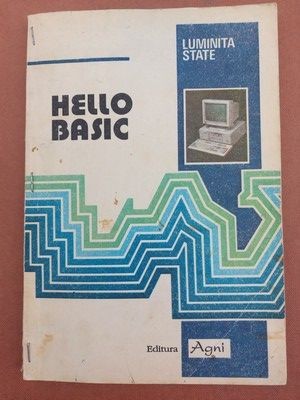 LUMINITA
STATE
HELLO
BASIC
Editura Agni